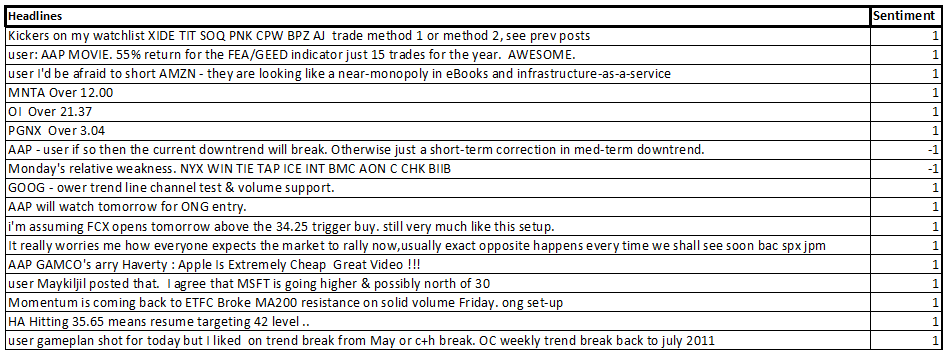 Headlines Sentiment
Kickers on my watchlist XIDE TIT SOQ PNK CPW BPZ AJ  trade method 1 or method 2, see prev posts 1
user: AAP MOVIE. 55% return for the FEA/GEED indicator just 15 trades for the year.  AWESOME. 1
user I'd be afraid to short AMZN - they are looking like a near-monopoly in eBooks and infrastructure-as-a-service 1
MNTA Over 12.00 1
OI  Over 21.37 1
PGNX  Over 3.04 1
AAP - user if so then the current downtrend will break. Otherwise just a short-term correction in med-term downtrend. -1
Monday's relative weakness. NYX WIN TIE TAP ICE INT BMC AON C CHK BIIB -1
GOOG - ower trend line channel test & volume support. 1
AAP will watch tomorrow for ONG entry. 1
i'm assuming FCX opens tomorrow above the 34.25 trigger buy. still very much like this setup. 1
It really worries me how everyone expects the market to rally now,usually exact opposite happens every time we shall see soon bac spx jpm 1
AAP GAMCO's arry Haverty : Apple Is Extremely Cheap  Great Video !!! 1
user Maykiljil posted that.  I agree that MSFT is going higher & possibly north of 30 1
Momentum is coming back to ETFC Broke MA200 resistance on solid volume Friday. ong set-up 1
HA Hitting 35.65 means resume targeting 42 level .. 1
user gameplan shot for today but I liked  on trend break from May or c+h break. OC weekly trend break back to july 2011 1